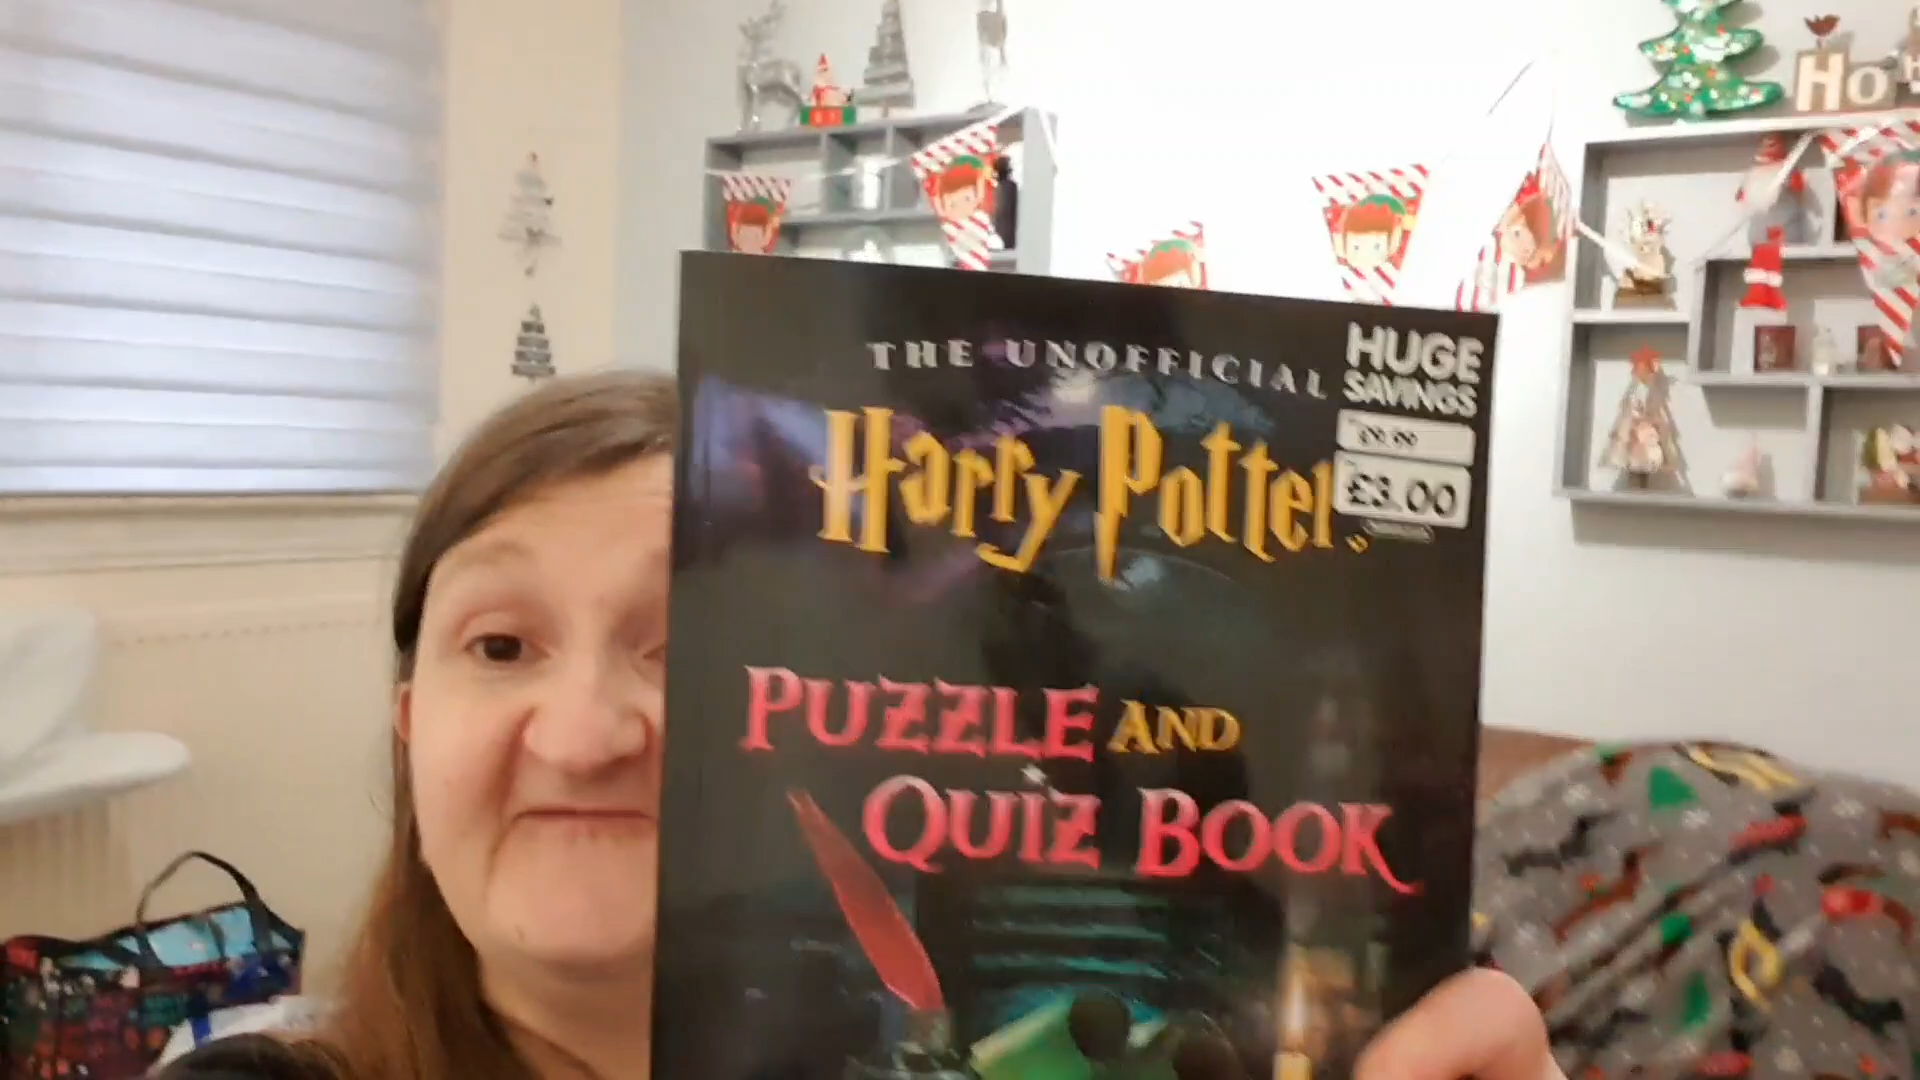 HO
THE UNOFFICIAL
HUGE
SAVINGS
£3.00
Harry Potter
PUZZLE AND
QUIZ BOOK